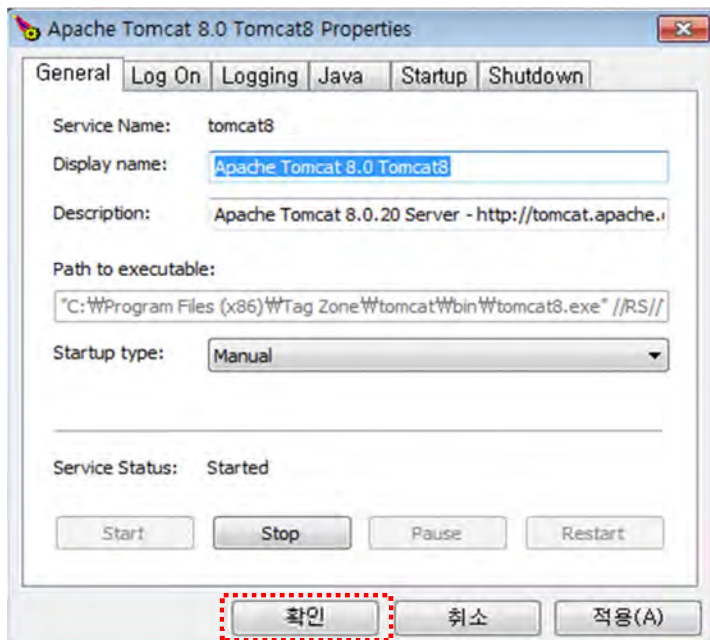 Apache Tomcat 8.0 Tomcat8 Properties
General Log On Logging Java Startup Shutdown
Service Name: tomcat8
Display name: Apache Tomcat 8.0 Tomcat8
Description: Apache Tomcat 8.0.20 Server - http://tomcat.apache.
Path to executable:
"C:₩Program Files (x86)₩Tag Zone₩tomcat₩bin₩tomcat8.exe" //RS//
Startup type: Manual
Service Status: Started
Start Stop Pause Restart
확인 취소 적용(A)